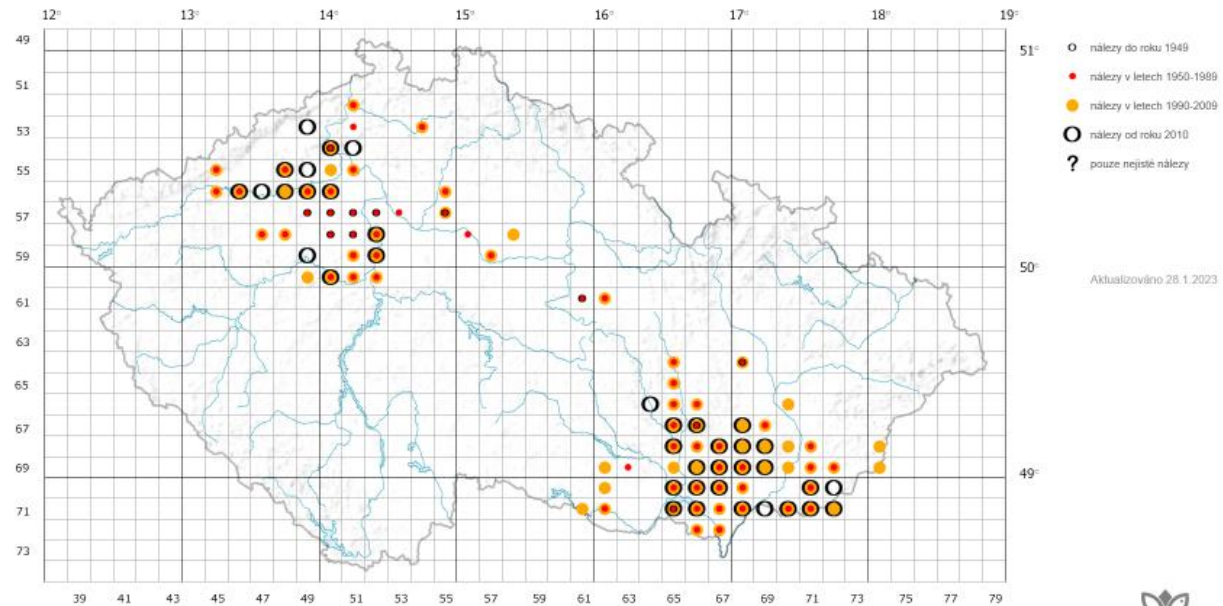 12° 13° 14° 15° 16° 17° 18° 19°
49
51°
51
53
55
57
59
50°
61
63
65
67
69
49°
71
73
39 41 43 45 47 49 51 53 55 57 59 61 63 65 67 69 71 73 75 77 79
nálezy do roku 1949
nálezy v letech 1950-1989
nálezy v letech 1990-2009
nálezy od roku 2010
? pouze nejisté nálezy
Aktualizováno 28.1.2023